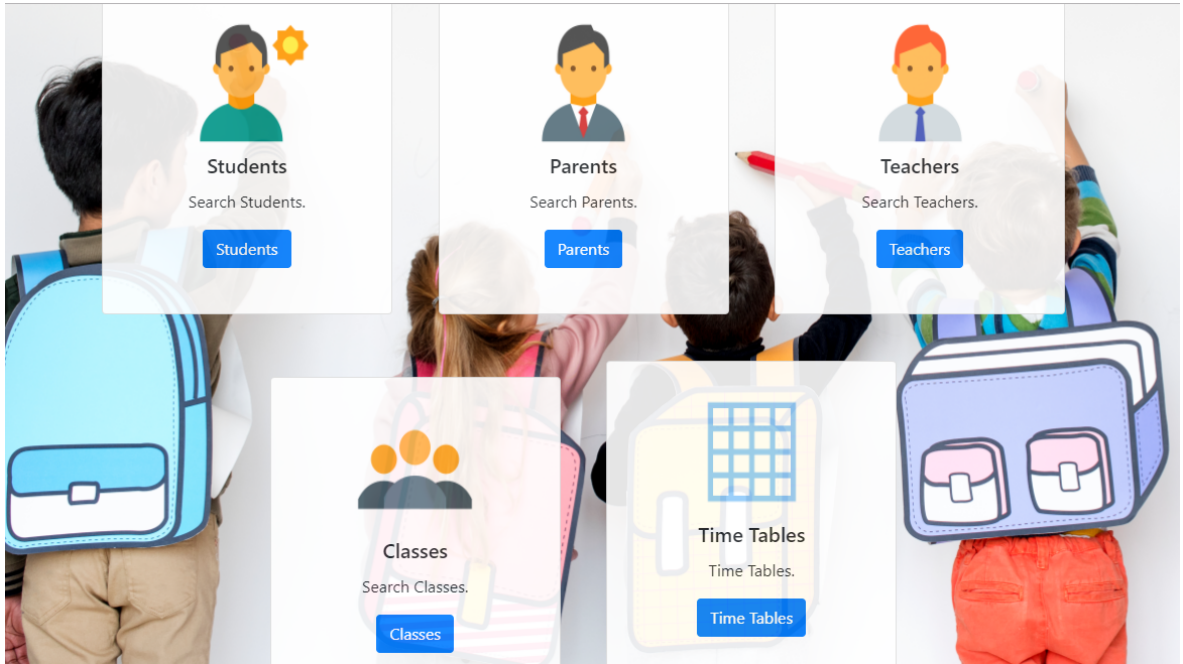 Students
Search Students.
Students
Parents
Search Parents.
Parents
Teachers
Search Teachers.
Teachers
Classes
Search Classes.
Classes
Time Tables
Time Tables.
Time Tables